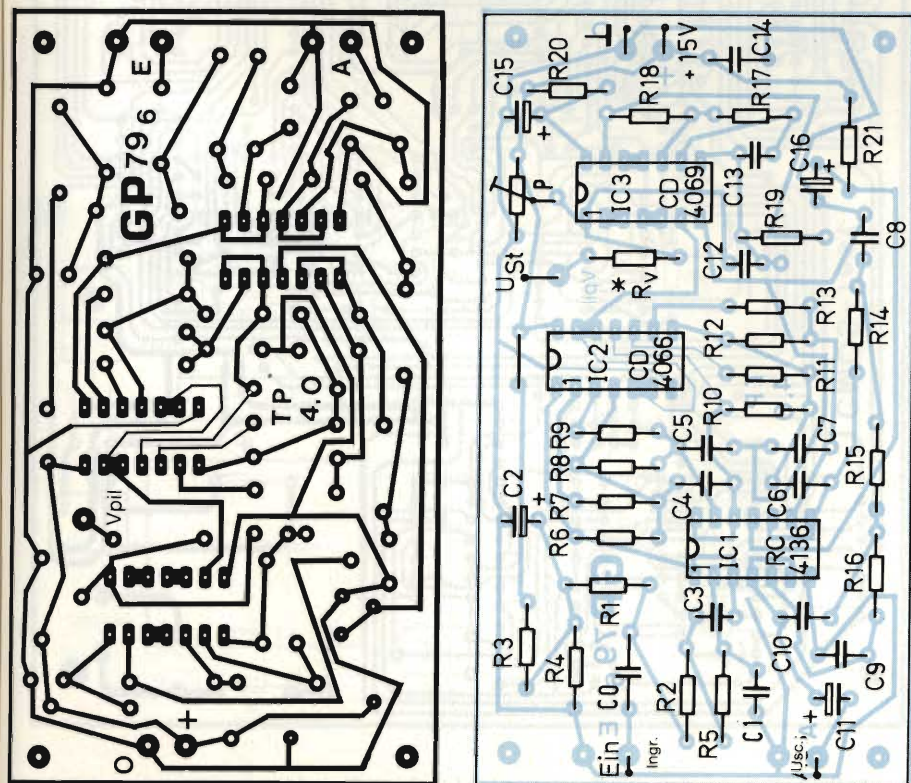 E
A
GP 79 6
TP
4.0
Vpil
+
O
C15
R20
+15V
C14
R18
R17
+
P
1
IC3
CD
4069
C13
C16
+
R21
USt
*
Rv
C12
R19
C8
1
IC2
CD
4066
R12
R13
R14
R10
R11
C2
+
R9
R8
R7
R6
C5
C4
C7
C6
R15
1
IC1
RC
4136
R16
R1
C3
C10
C9
R3
R4
Ein
C0
Ingr.
R2
R5
C1
+
C11